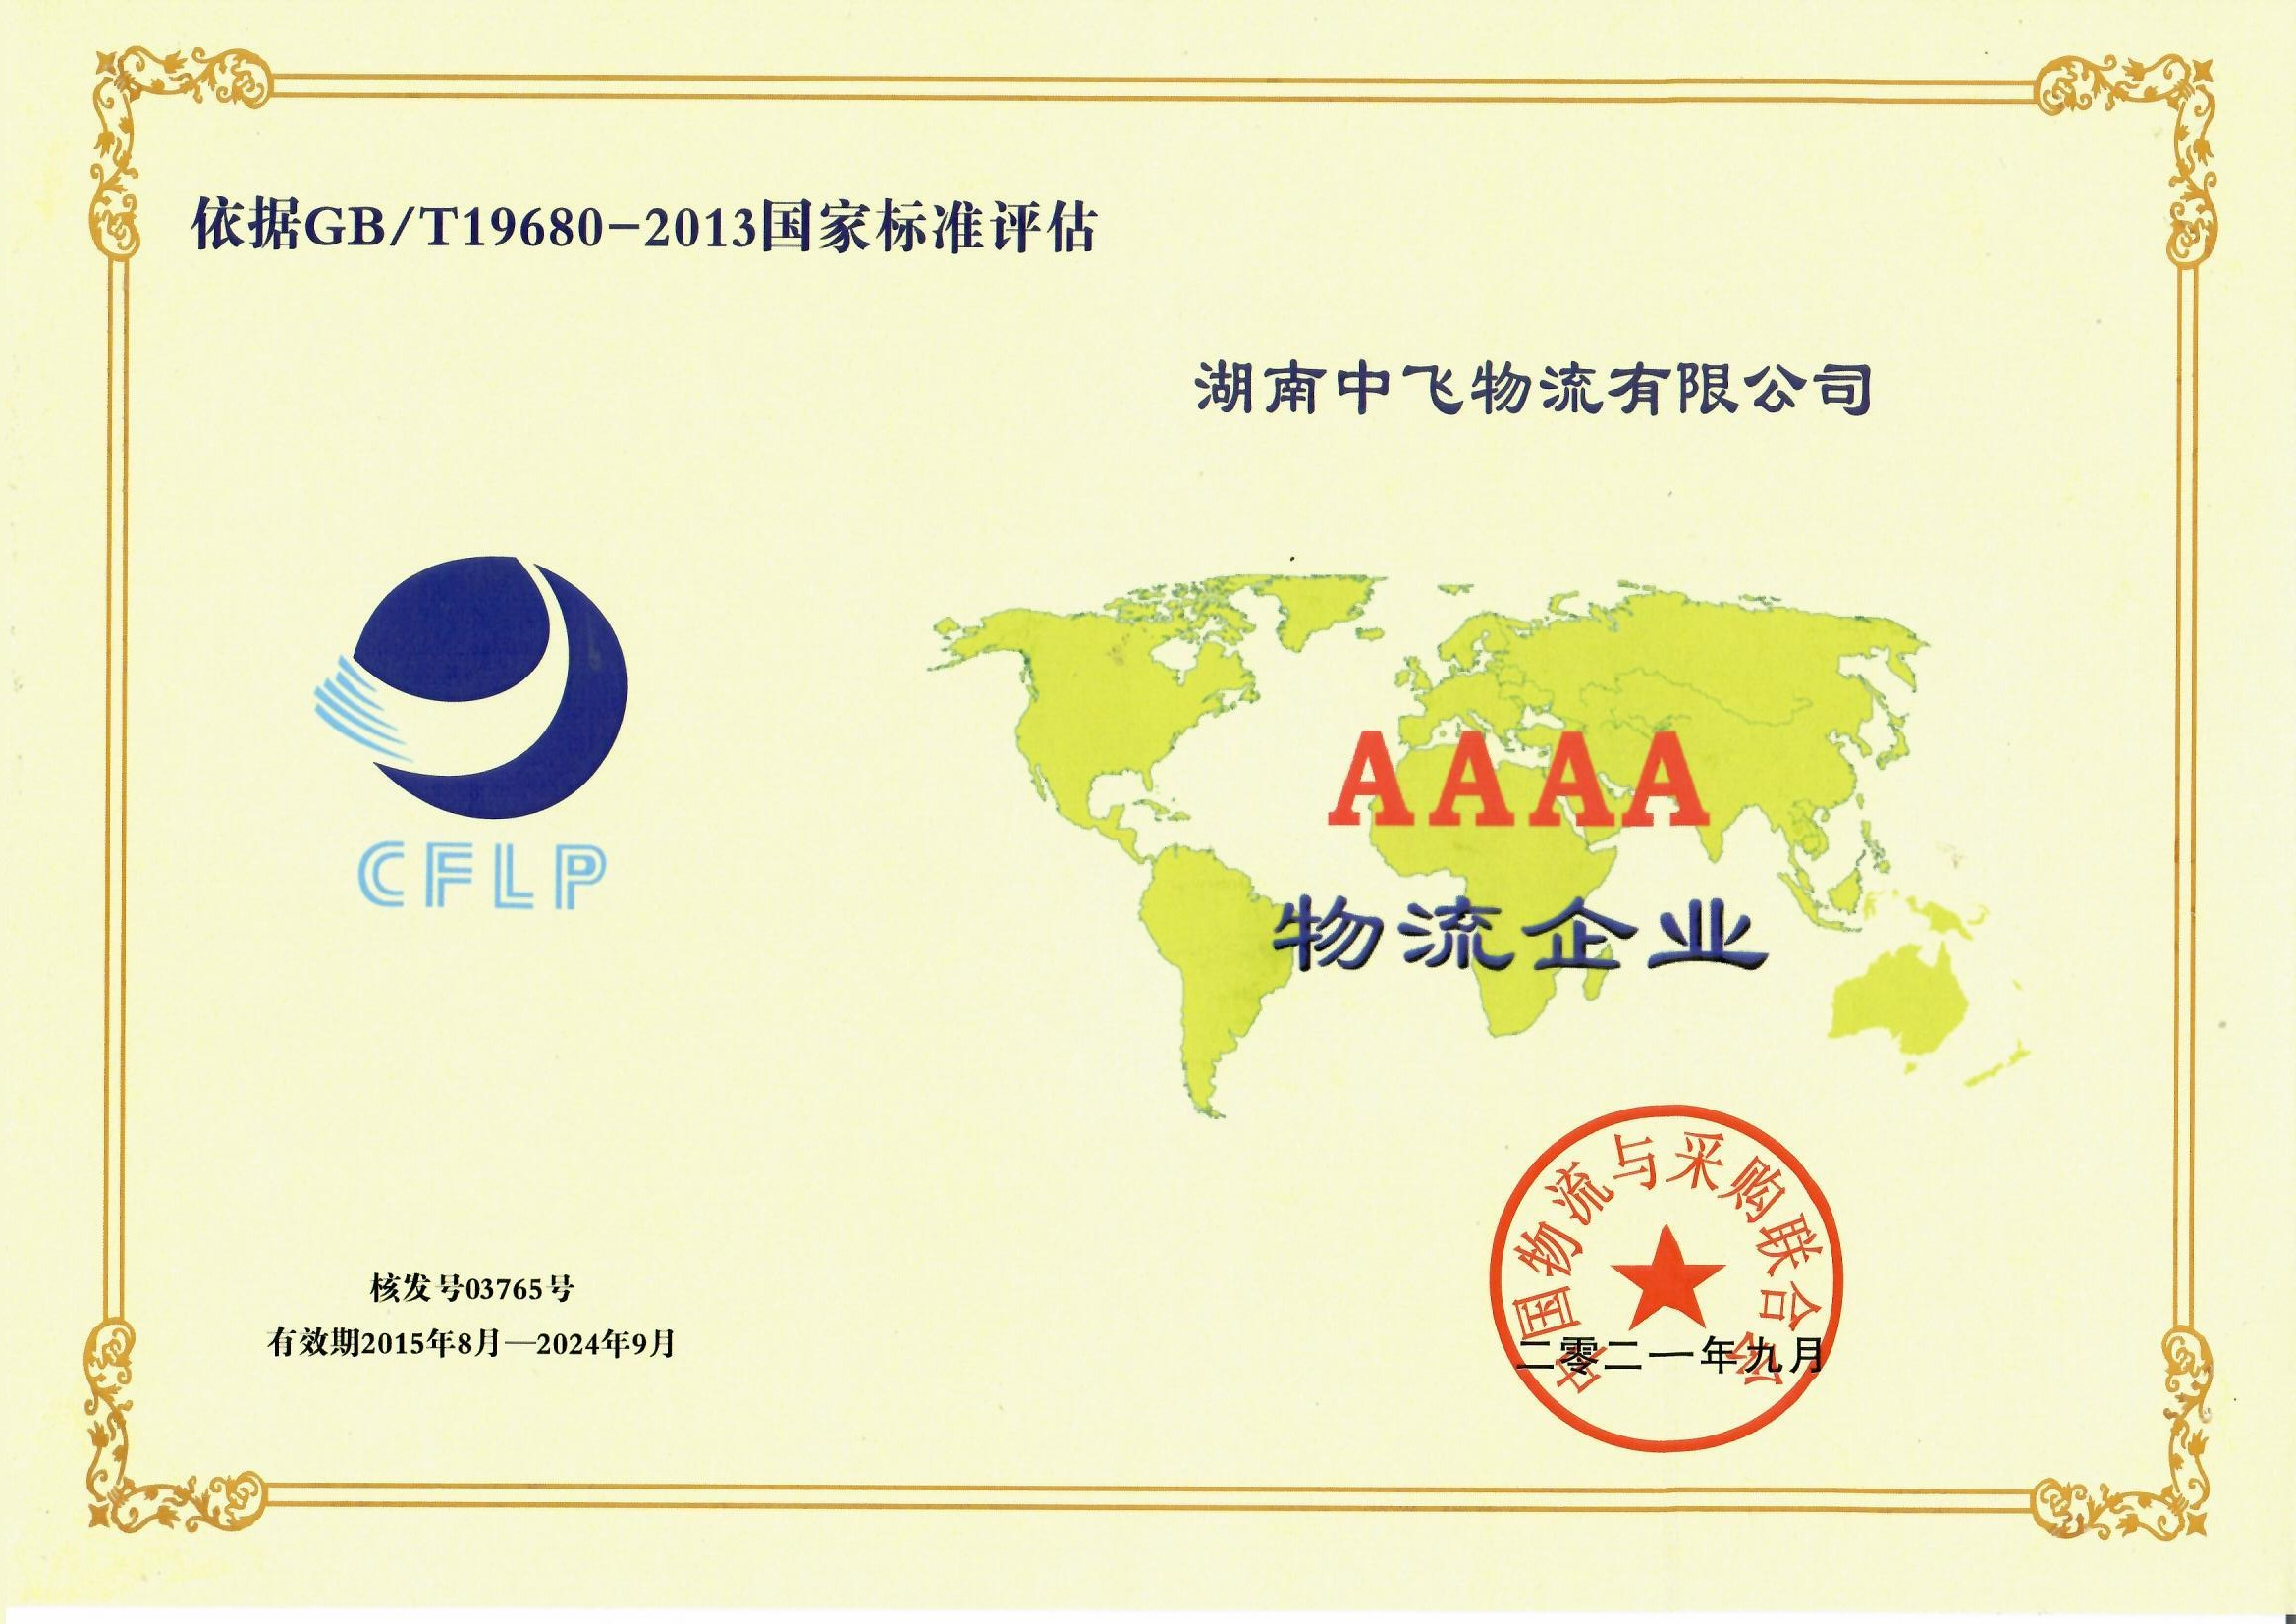 依据GB/T19680-2013国家标准评估
湖南中飞物流有限公司
CFLP
AAAA
物流企业
中国物流与采购联合会
核发号03765号
有效期2015年8月—2024年9月
二零二一年九月